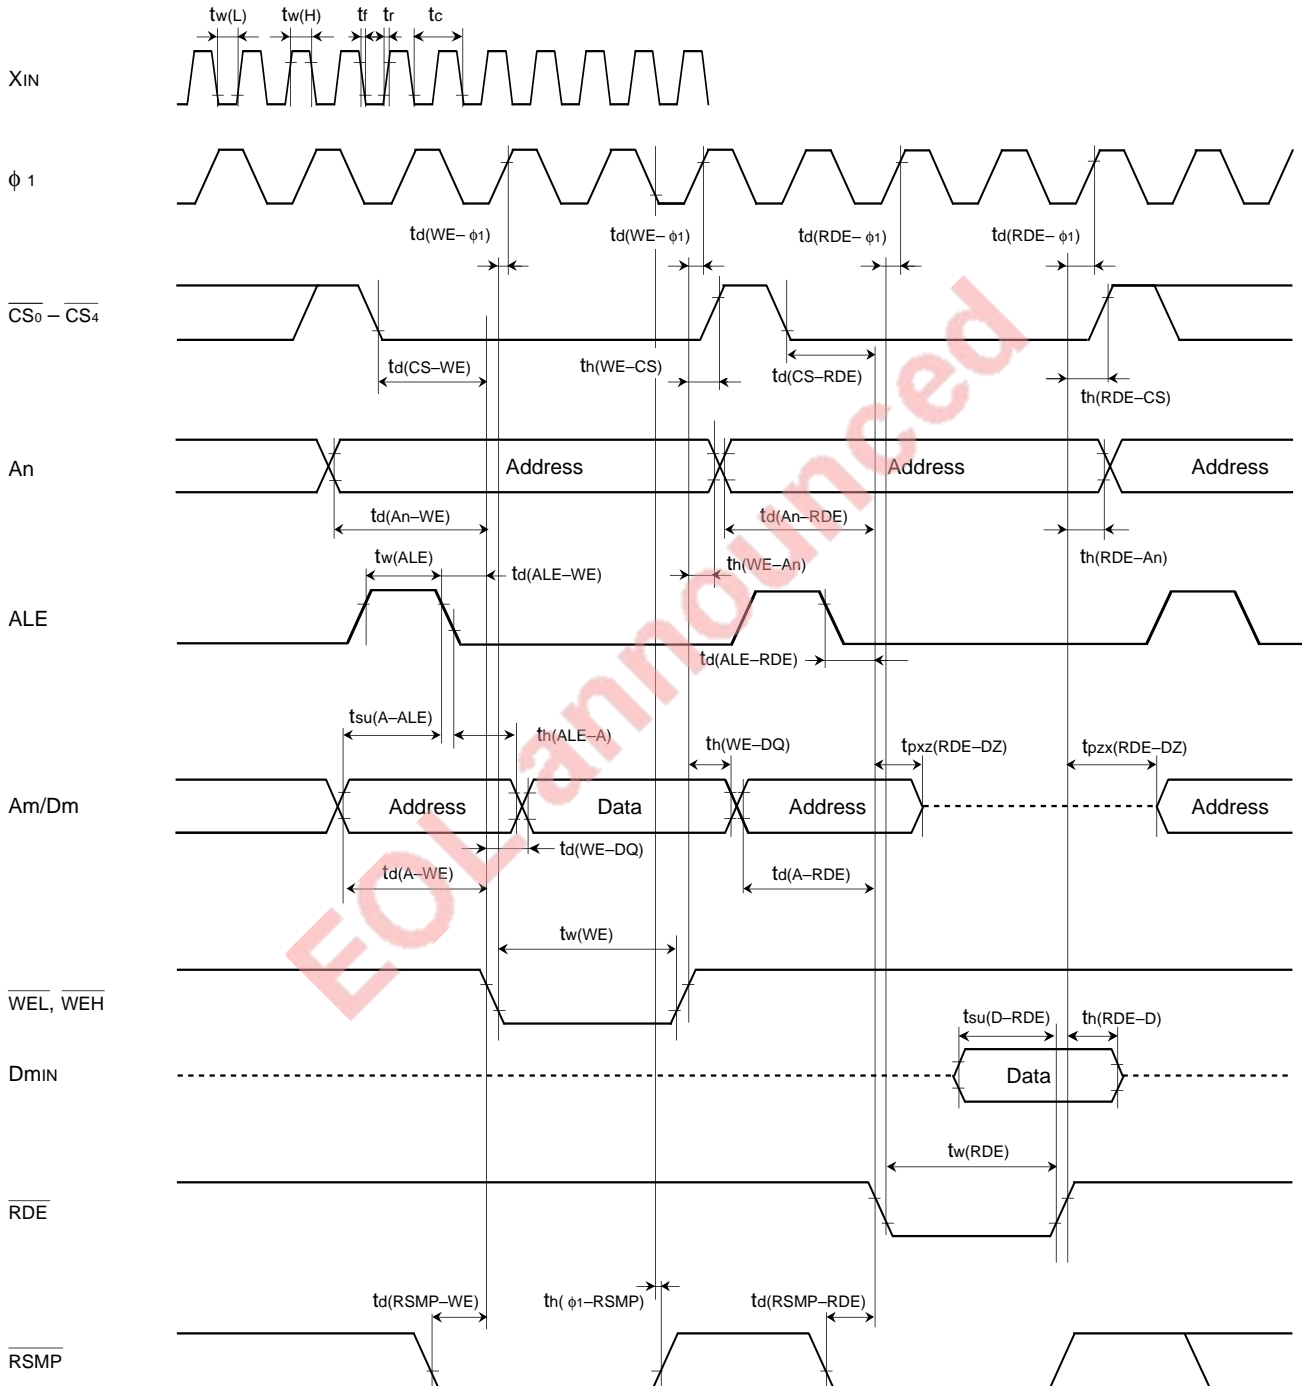 tw(L) tw(H) tf tr tc
XIN
ϕ 1
td(WE– ϕ1) td(WE– ϕ1) td(RDE– ϕ1) td(RDE– ϕ1)
CS0 – CS4
td(CS–WE) th(WE–CS) td(CS–RDE) th(RDE–CS)
An Address Address Address
td(An–WE) td(An–RDE)
tw(ALE) td(ALE–WE) th(WE–An) th(RDE–An)
ALE
td(ALE–RDE)
tsu(A–ALE) th(ALE–A) th(WE–DQ) tpxz(RDE–DZ) tpzx(RDE–DZ)
Am/Dm Address Data Address Address
td(WE–DQ)
td(A–WE) td(A–RDE)
tw(WE)
WEL, WEH
tsu(D–RDE) th(RDE–D)
DmIN Data
tw(RDE)
RDE
td(RSMP–WE) th( ϕ1–RSMP) td(RSMP–RDE)
RSMP
EOL announced